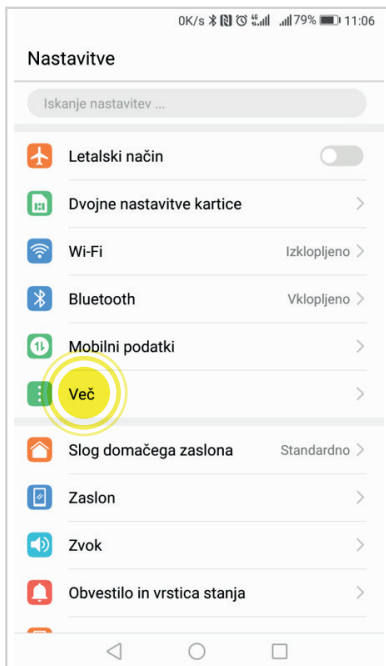 0K/s 79% 11:06
Nastavitve
Iskanje nastavitev ...
Letalski način
Dvojne nastavitve kartice
Wi-Fi Izklopljeno
Bluetooth Vklopljeno
Mobilni podatki
Več
Slog domačega zaslona Standardno
Zaslon
Zvok
Obvestilo in vrstica stanja